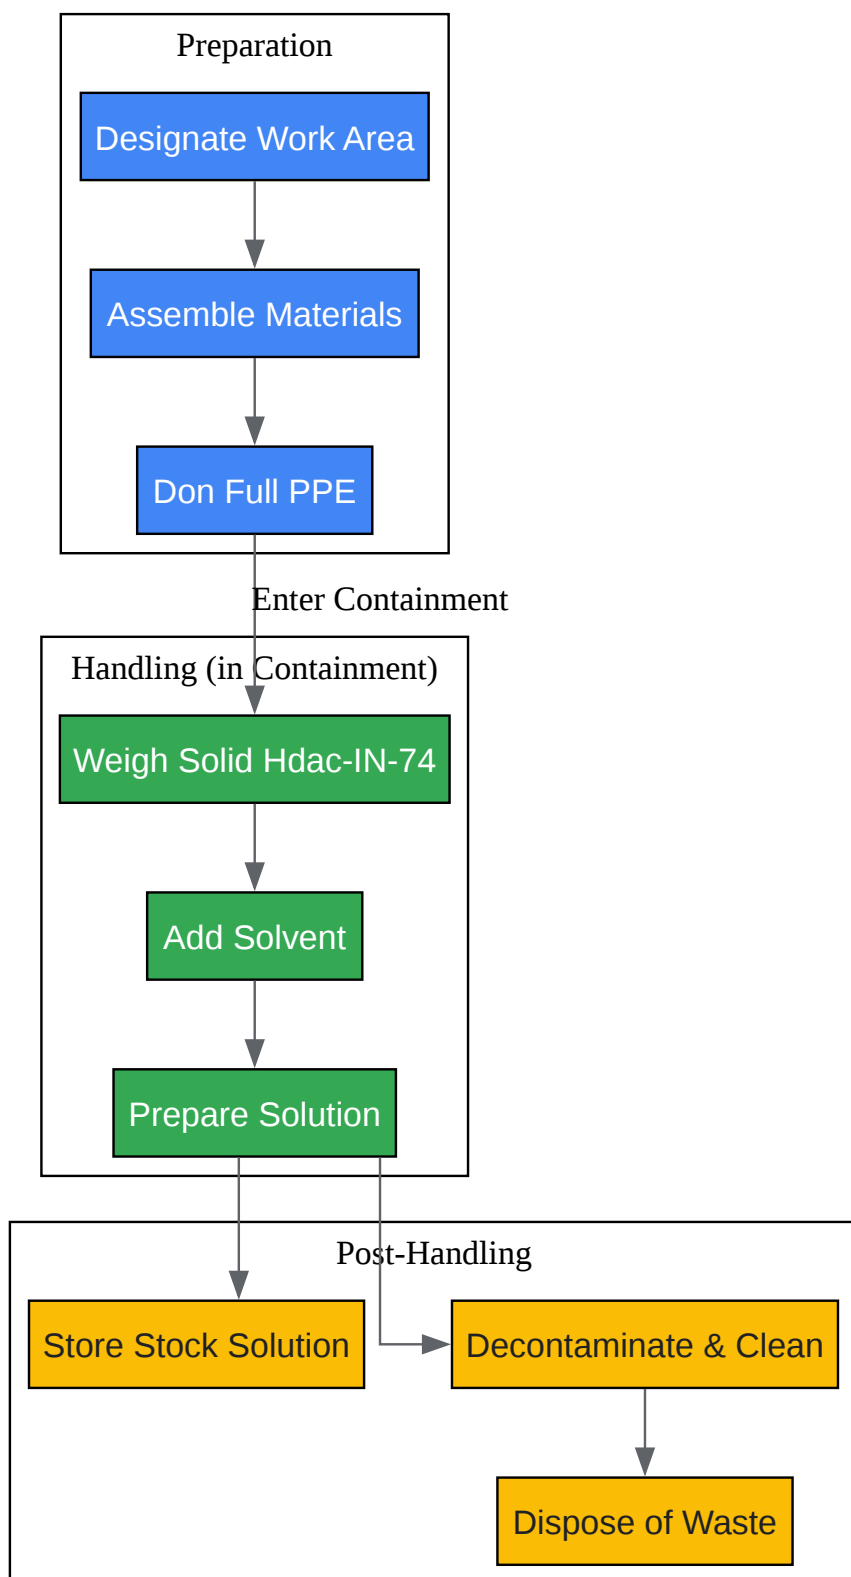 Preparation
Designate Work Area
Assemble Materials
Don Full PPE
Enter Containment
Handling (in Containment)
Weigh Solid Hdac-IN-74
Add Solvent
Prepare Solution
Post-Handling
Store Stock Solution
Decontaminate & Clean
Dispose of Waste